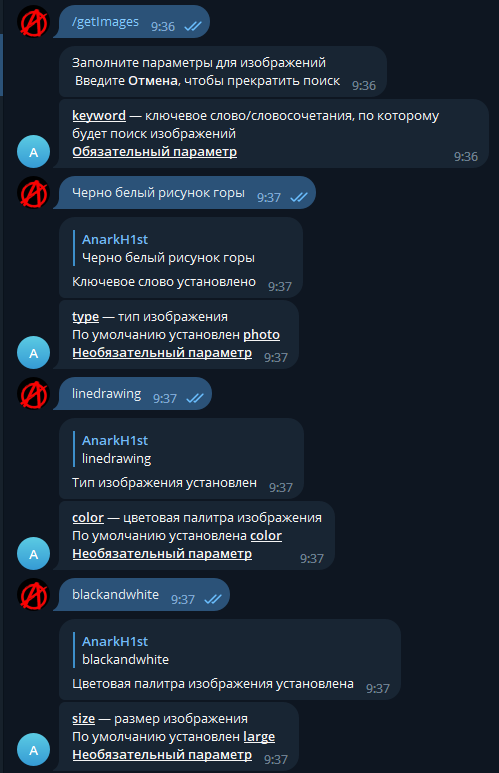 /getImages 9:36
Заполните параметры для изображений
Введите Отмена, чтобы прекратить поиск 9:36
keyword — ключевое слово/словосочетания, по которому
будет поиск изображений
Обязательный параметр 9:36
A
Черно белый рисунок горы 9:37
AnarkH1st
Черно белый рисунок горы
Ключевое слово установлено 9:37
type — тип изображения
По умолчанию установлен photo
Необязательный параметр 9:37
A
linedrawing 9:37
AnarkH1st
linedrawing
Тип изображения установлен 9:37
color — цветовая палитра изображения
По умолчанию установлена color
Необязательный параметр 9:37
A
blackandwhite 9:37
AnarkH1st
blackandwhite
Цветовая палитра изображения установлена 9:37
size — размер изображения
По умолчанию установлен large
Необязательный параметр 9:37
A